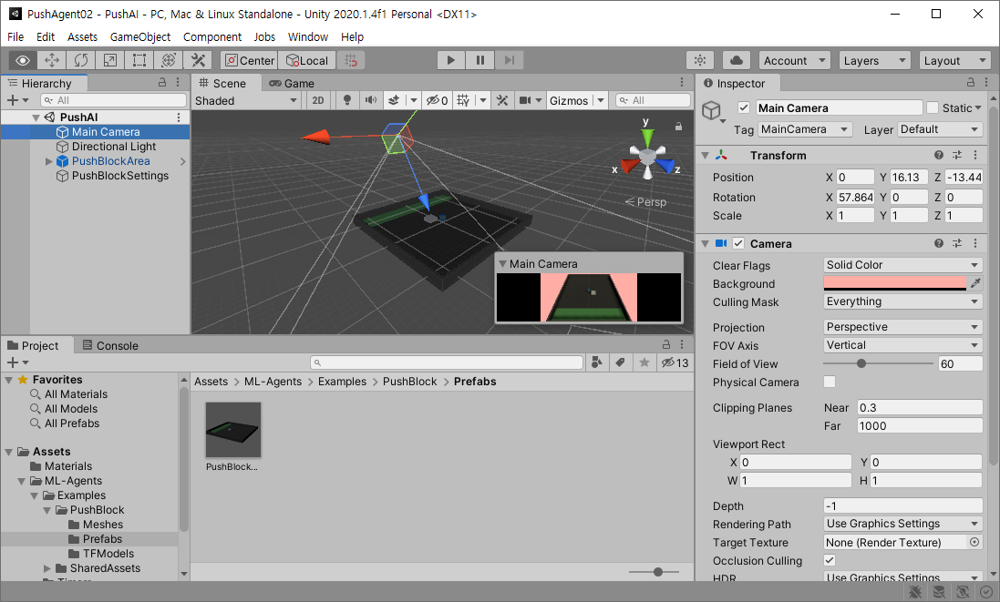 PushAgent02 - PushAI - PC, Mac & Linux Standalone - Unity 2020.1.4f1 Personal <DX11>
File Edit Assets GameObject Component Jobs Window Help
Center Local Account Layers Layout
Hierarchy
All
PushAI
Main Camera
Directional Light
PushBlockArea
PushBlockSettings
Scene Game
Shaded 2D 0 Gizmos All
y
x
z
Persp
Main Camera
Project Console
13
Favorites
All Materials
All Models
All Prefabs
Assets
Materials
ML-Agents
Examples
PushBlock
Meshes
Prefabs
TFModels
SharedAssets
Assets > ML-Agents > Examples > PushBlock > Prefabs
PushBlock...
Inspector
Main Camera Static
Tag MainCamera Layer Default
Transform
Position X 0 Y 16.13 Z -13.44
Rotation X 57.864 Y 0 Z 0
Scale X 1 Y 1 Z 1
Camera
Clear Flags Solid Color
Background
Culling Mask Everything
Projection Perspective
FOV Axis Vertical
Field of View 60
Physical Camera
Clipping Planes Near 0.3
Far 1000
Viewport Rect
X 0 Y 0
W 1 H 1
Depth -1
Rendering Path Use Graphics Settings
Target Texture None (Render Texture)
Occlusion Culling
HDR Use Graphics Settings